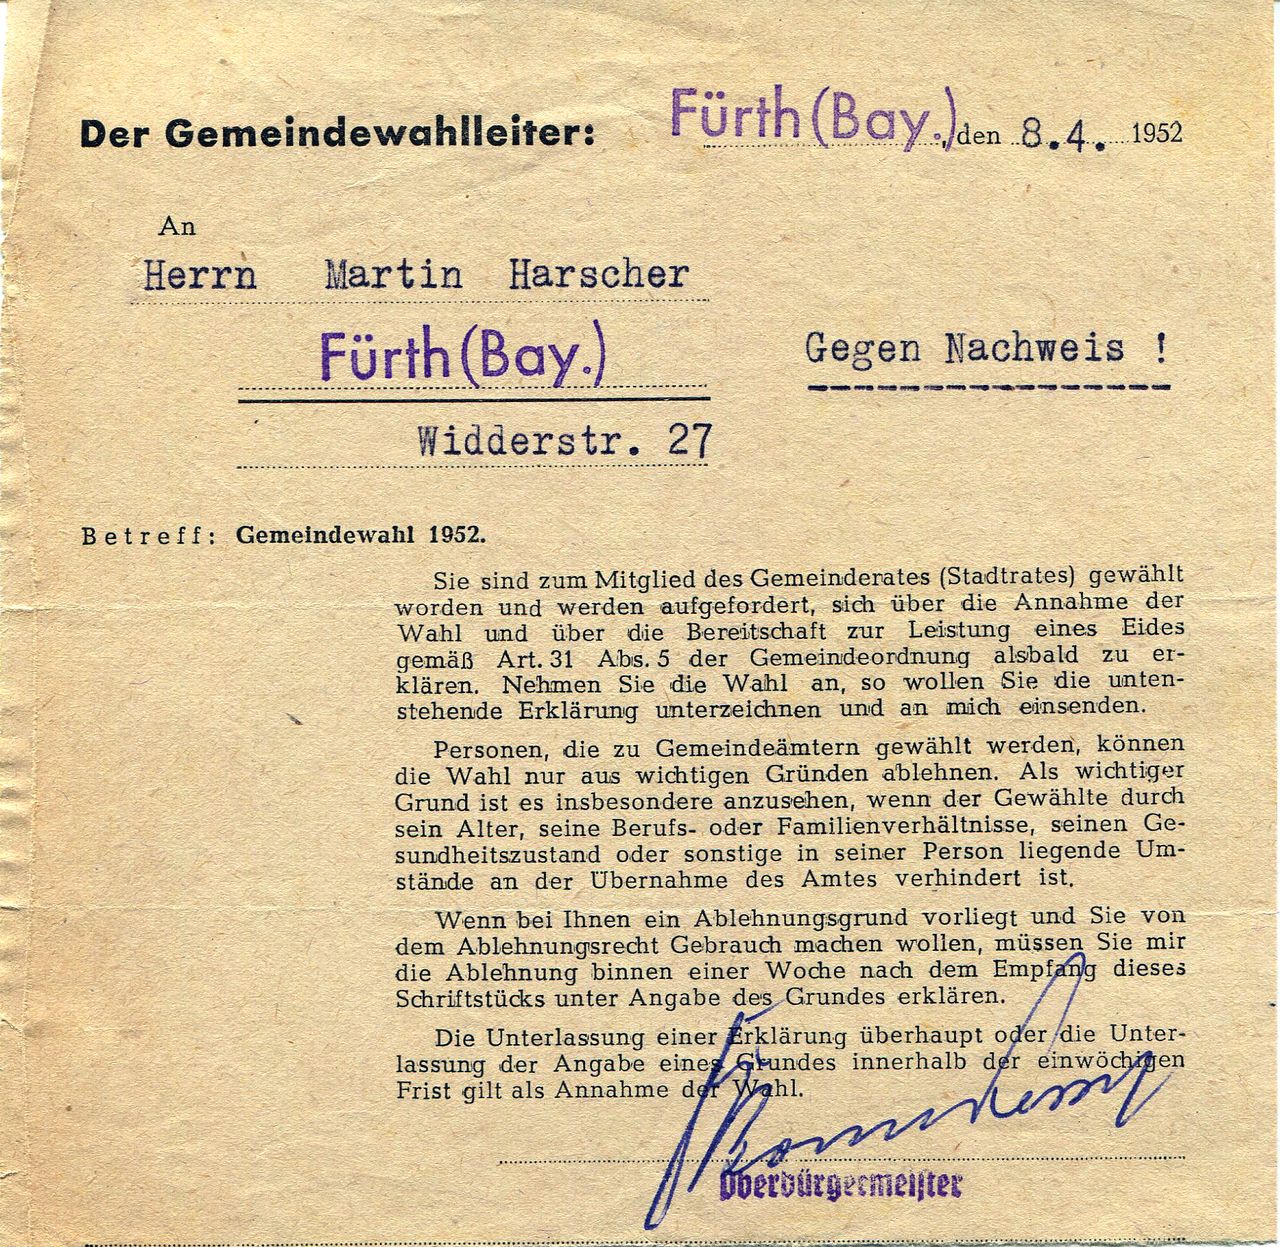 Der Gemeindewahlleiter:
Fürth (Bay.), den 8.4. 1952
An
Herrn Martin Harscher
Fürth (Bay.)
Gegen Nachweis !
Widderstr. 27
Betreff: Gemeindewahl 1952.
Sie sind zum Mitglied des Gemeinderates (Stadtrates) gewählt
worden und werden aufgefordert, sich über die Annahme der
Wahl und über die Bereitschaft zur Leistung eines Eides
gemäß Art. 31 Abs. 5 der Gemeindeordnung alsbald zu er-
klären. Nehmen Sie die Wahl an, so wollen Sie die unten-
stehende Erklärung unterzeichnen und an mich einsenden.
Personen, die zu Gemeindeämtern gewählt werden, können
die Wahl nur aus wichtigen Gründen ablehnen. Als wichtiger
Grund ist es insbesondere anzusehen, wenn der Gewählte durch
sein Alter, seine Berufs- oder Familienverhältnisse, seinen Ge-
sundheitszustand oder sonstige in seiner Person liegende Um-
stände an der Übernahme des Amtes verhindert ist.
Wenn bei Ihnen ein Ablehnungsgrund vorliegt und Sie von
dem Ablehnungsrecht Gebrauch machen wollen, müssen Sie mir
die Ablehnung binnen einer Woche nach dem Empfang dieses
Schriftstücks unter Angabe des Grundes erklären.
Die Unterlassung einer Erklärung überhaupt oder die Unter-
lassung der Angabe eines Grundes innerhalb der einwöchigen
Frist gilt als Annahme der Wahl.
Oberbürgermeister